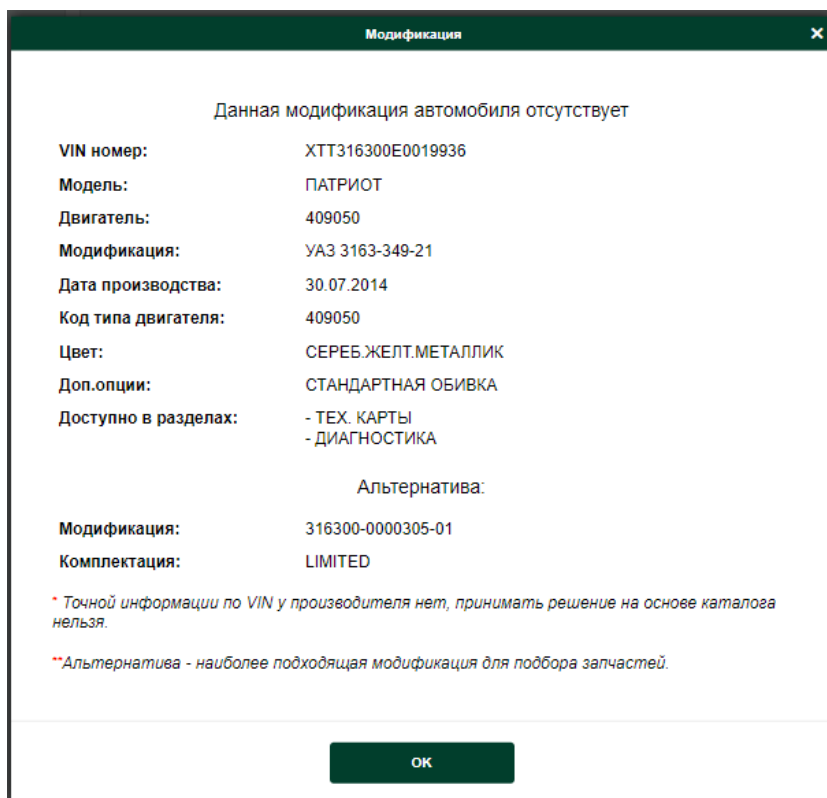 Модификация
Данная модификация автомобиля отсутствует
VIN номер: XTT316300E0019936
Модель: ПАТРИОТ
Двигатель: 409050
Модификация: УАЗ 3163-349-21
Дата производства: 30.07.2014
Код типа двигателя: 409050
Цвет: СЕРЕБ.ЖЕЛТ.МЕТАЛЛИК
Доп.опции: СТАНДАРТНАЯ ОБИВКА
Доступно в разделах: - ТЕХ. КАРТЫ
- ДИАГНОСТИКА
Альтернатива:
Модификация: 316300-0000305-01
Комплектация: LIMITED
* Точной информации по VIN у производителя нет, принимать решение на основе каталога
нельзя.
**Альтернатива - наиболее подходящая модификация для подбора запчастей.
ОК